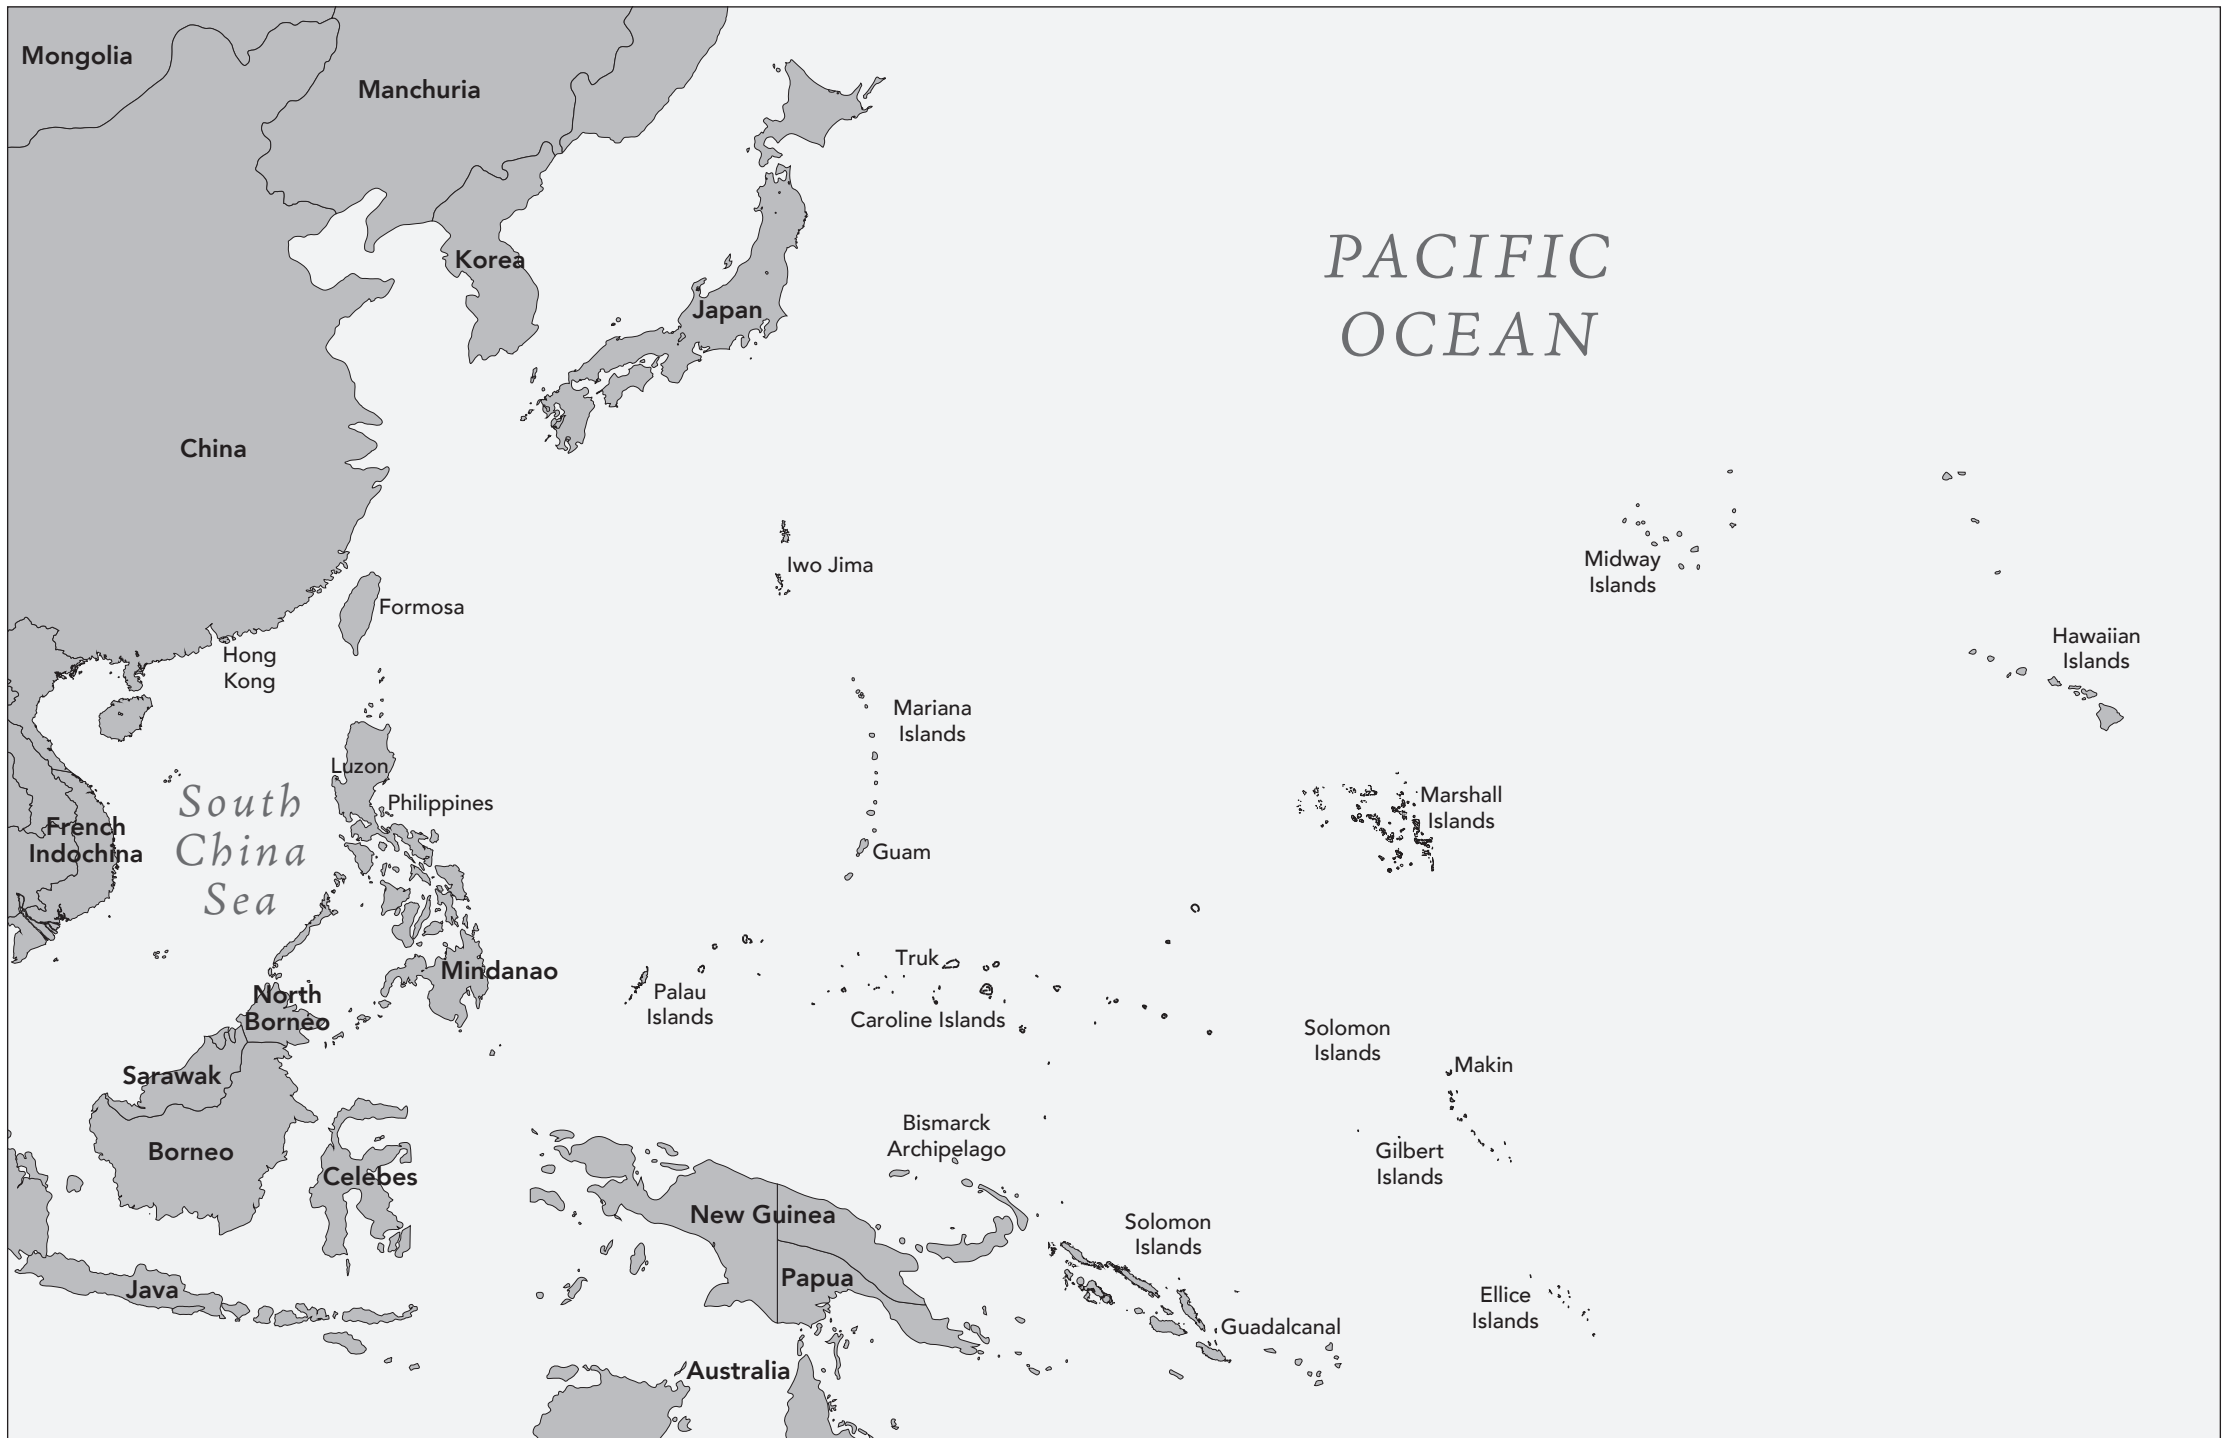 Mongolia
Manchuria
PACIFIC
OCEAN
Korea
Japan
China
Iwo Jima
Midway
Islands
Formosa
Hong
Kong
Hawaiian
Islands
Mariana
Islands
Luzon
Philippines
South
China
Sea
Marshall
Islands
French
Indochina
Guam
Truk
Mindanao
Palau
Islands
North
Borneo
Caroline Islands
Solomon
Islands
Makin
Sarawak
Bismarck
Archipelago
Borneo
Gilbert
Islands
Celebes
New Guinea
Solomon
Islands
Papua
Java
Ellice
Islands
Guadalcanal
Australia